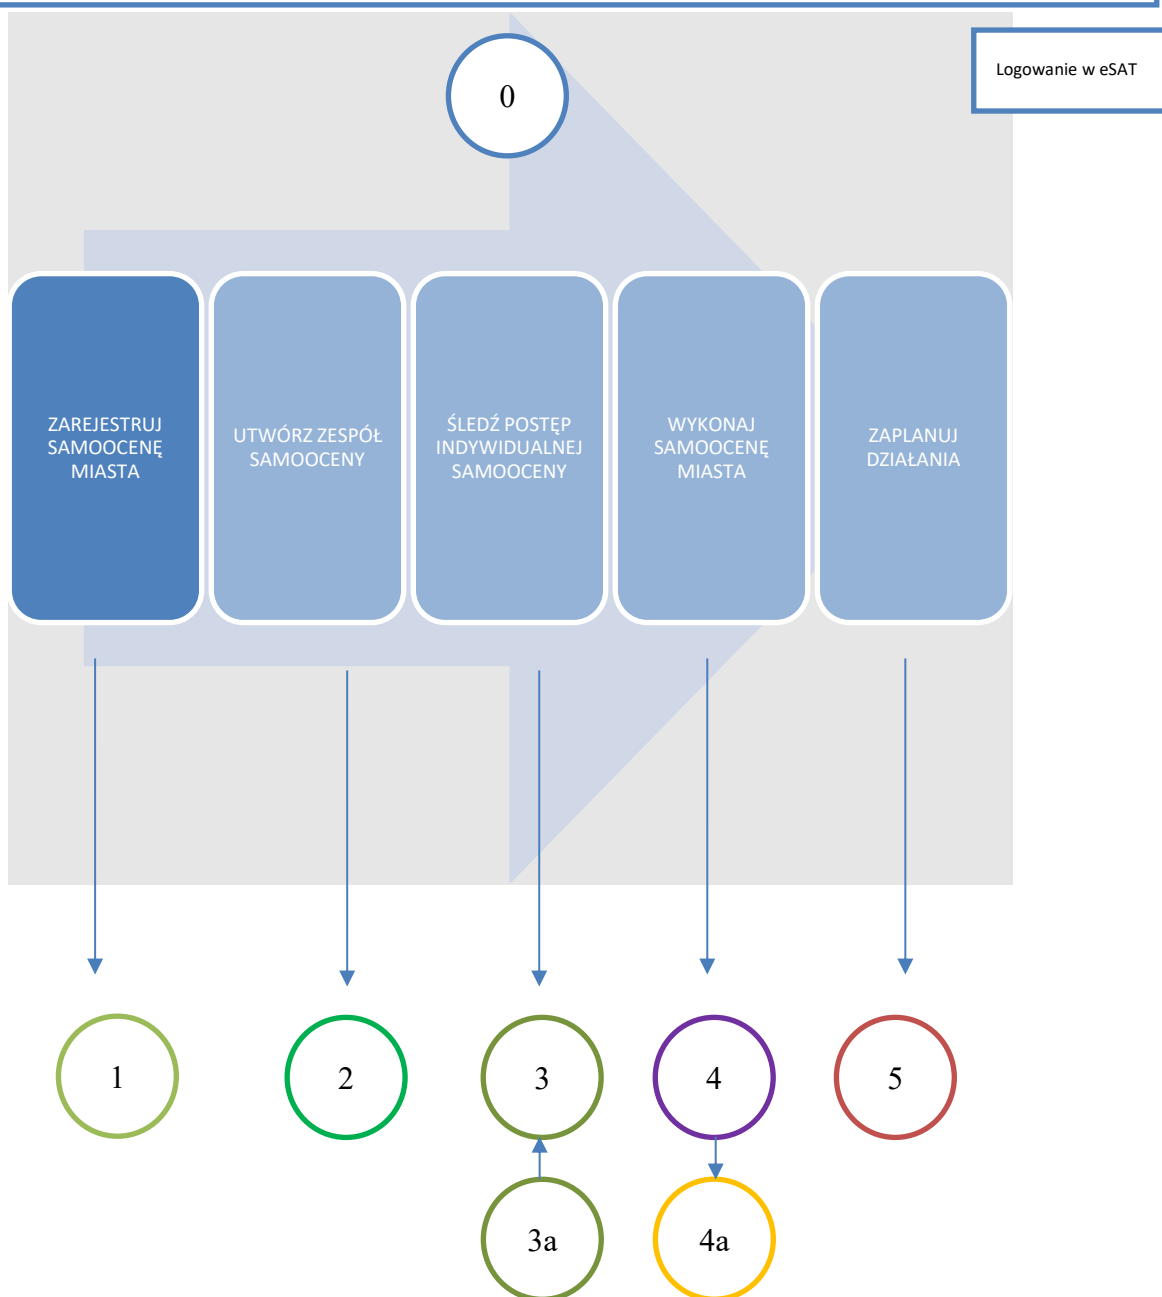 0
Logowanie w eSAT
ZAREJESTRUJ
SAMOOCENĘ
MIASTA
UTWÓRZ ZESPÓŁ
SAMOOCENY
ŚLEDŹ POSTĘP
INDYWIDUALNEJ
SAMOOCENY
WYKONAJ
SAMOOCENĘ
MIASTA
ZAPLANUJ
DZIAŁANIA
1
2
3
4
5
3a
4a